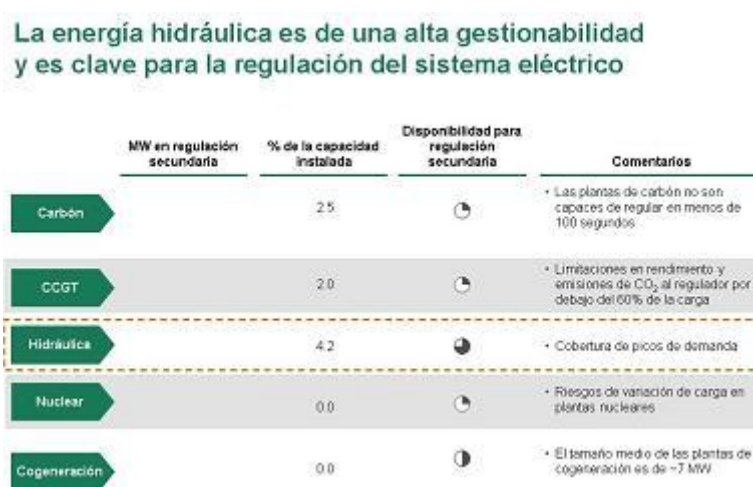 La energía hidráulica es de una alta gestionabilidad
y es clave para la regulación del sistema eléctrico
MW en regulación
secundaria
% de la capacidad
instalada
Disponibilidad para
regulación
secundaria
Comentarios
Carbón
2.5
• Las plantas de carbón no son
capaces de regular en menos de
100 segundos
CCGT
2.0
• Limitaciones en rendimiento y
emisiones de CO2 al regulador por
debajo del 60% de la carga
Hidráulica
4.2
• Cobertura de picos de demanda
Nuclear
0.0
• Riesgos de variación de carga en
plantas nucleares
Cogeneración
0.0
• El tamaño medio de las plantas de
cogeneración es de ~7 MW